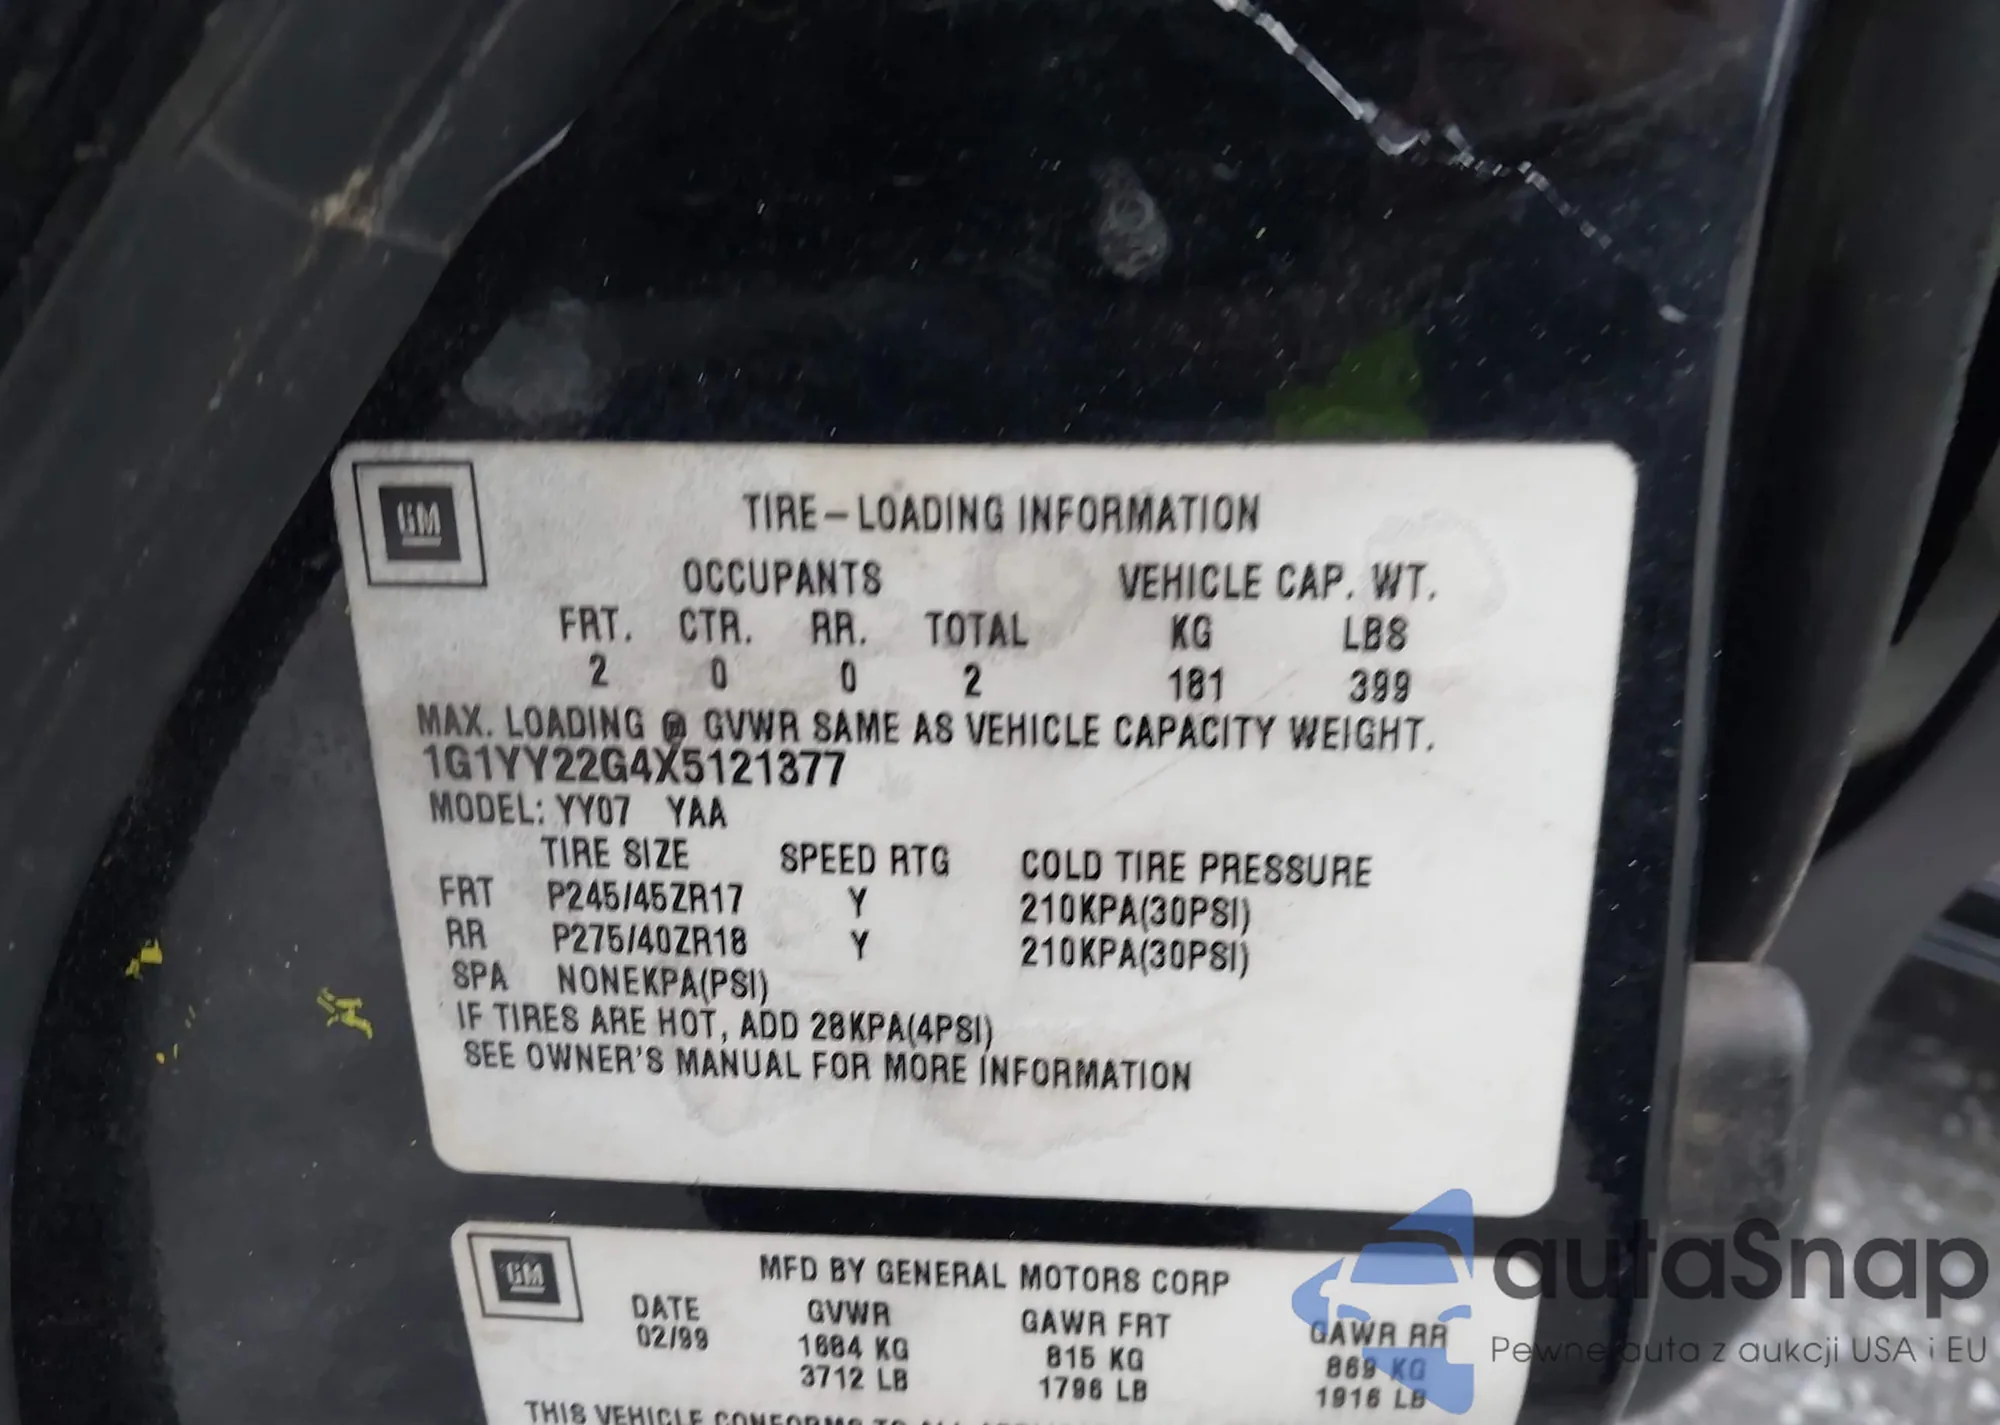 GM
TIRE-LOADING INFORMATION
OCCUPANTS VEHICLE CAP. WT.
FRT. CTR. RR. TOTAL KG LBS
2 0 0 2 181 399
MAX. LOADING @ GVWR SAME AS VEHICLE CAPACITY WEIGHT.
1G1YY22G4X5121377
MODEL: YY07 YAA
TIRE SIZE SPEED RTG COLD TIRE PRESSURE
FRT P245/45ZR17 Y 210KPA(30PSI)
RR P275/40ZR18 Y 210KPA(30PSI)
SPA NONEKPA(PSI)
IF TIRES ARE HOT, ADD 28KPA(4PSI)
SEE OWNER'S MANUAL FOR MORE INFORMATION
GM
MFD BY GENERAL MOTORS CORP
DATE GVWR GAWR FRT GAWR RR
02/99 1684 KG 815 KG 869 KG
3712 LB 1796 LB 1916 LB
THIS VEHICLE CONFORMS TO ALL
autaSnap
Pewne auta z aukcji USA i EU